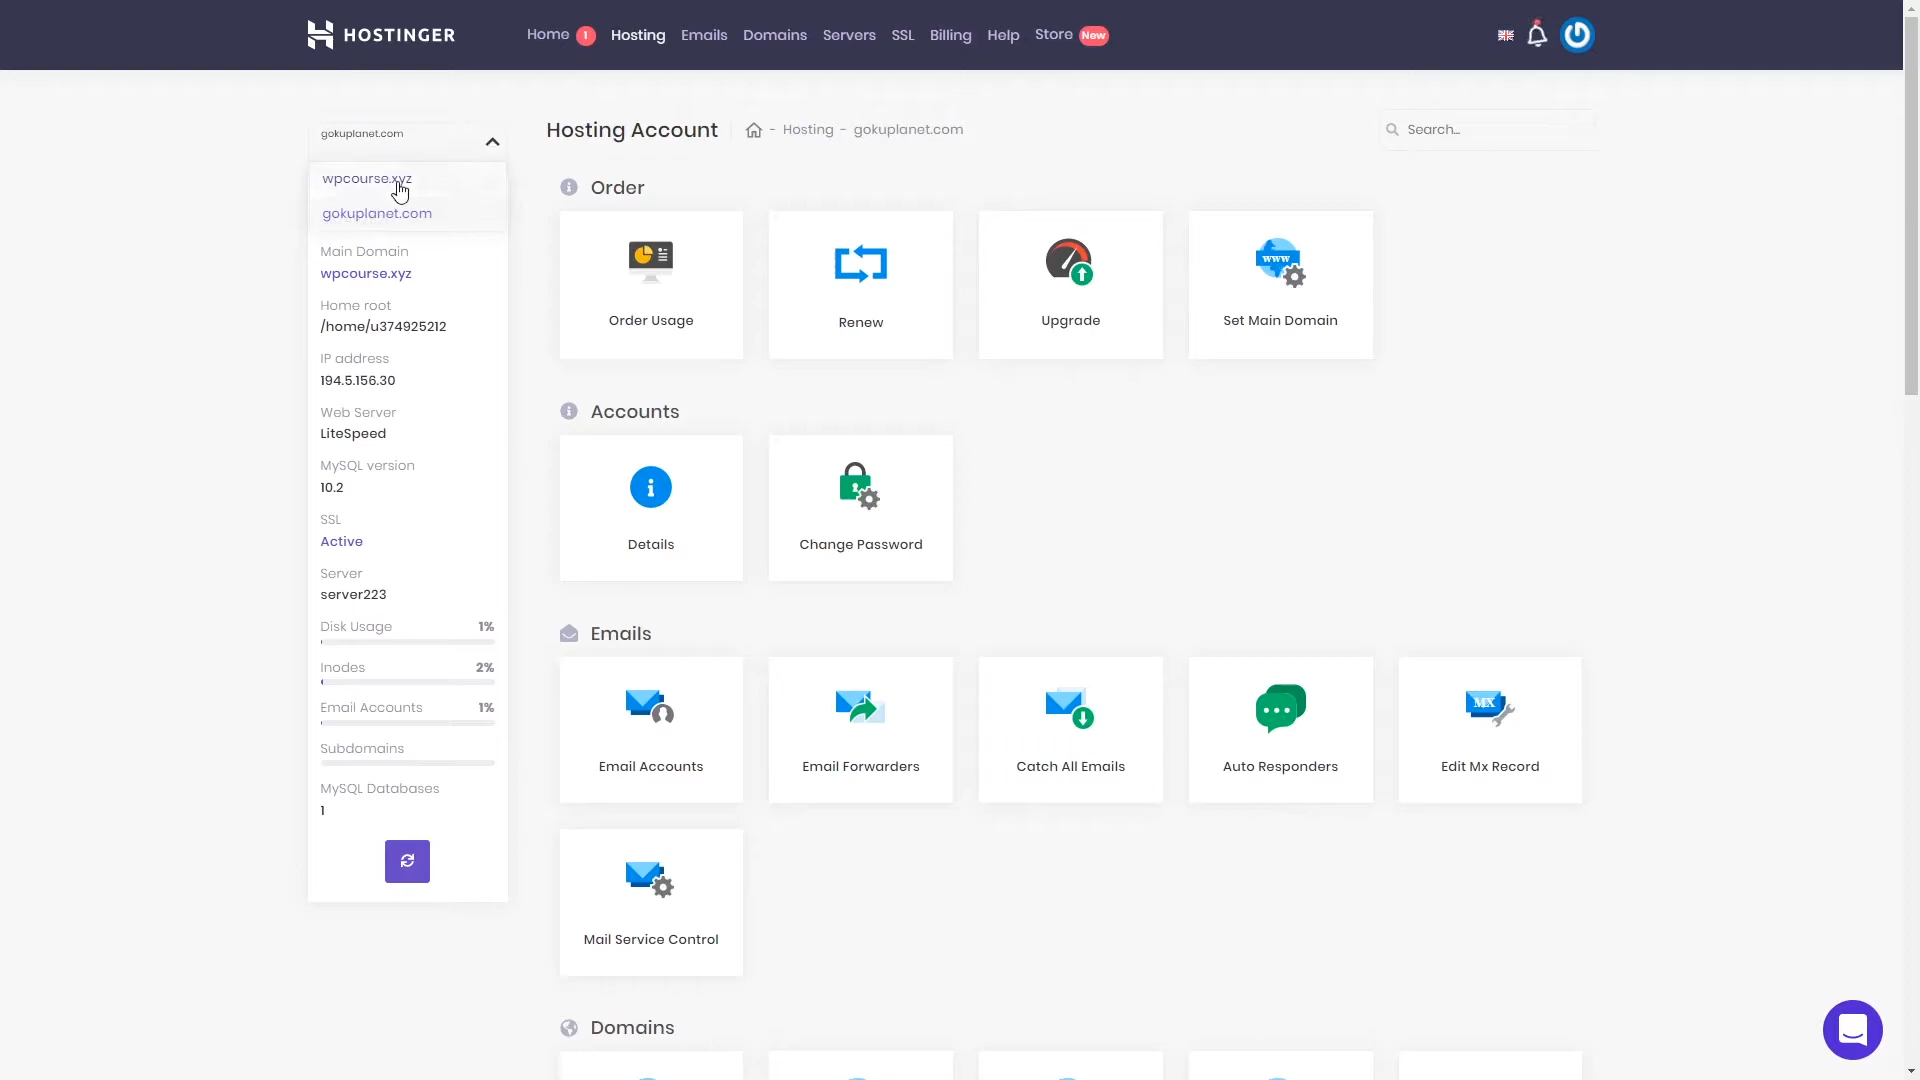 HOSTINGER
Home 1 Hosting Emails Domains Servers SSL Billing Help Store New
gokuplanet.com
wpcourse.xyz
gokuplanet.com
Main Domain
wpcourse.xyz
Home root
/home/u374925212
IP address
194.5.156.30
Web Server
LiteSpeed
MySQL version
10.2
SSL
Active
Server
server223
Disk Usage 1%
Inodes 2%
Email Accounts 1%
Subdomains
MySQL Databases
1
Hosting Account - Hosting - gokuplanet.com
Search...
Order
Order Usage
Renew
Upgrade
www
Set Main Domain
Accounts
Details
Change Password
Emails
Email Accounts
Email Forwarders
Catch All Emails
Auto Responders
MX
Edit Mx Record
Mail Service Control
Domains